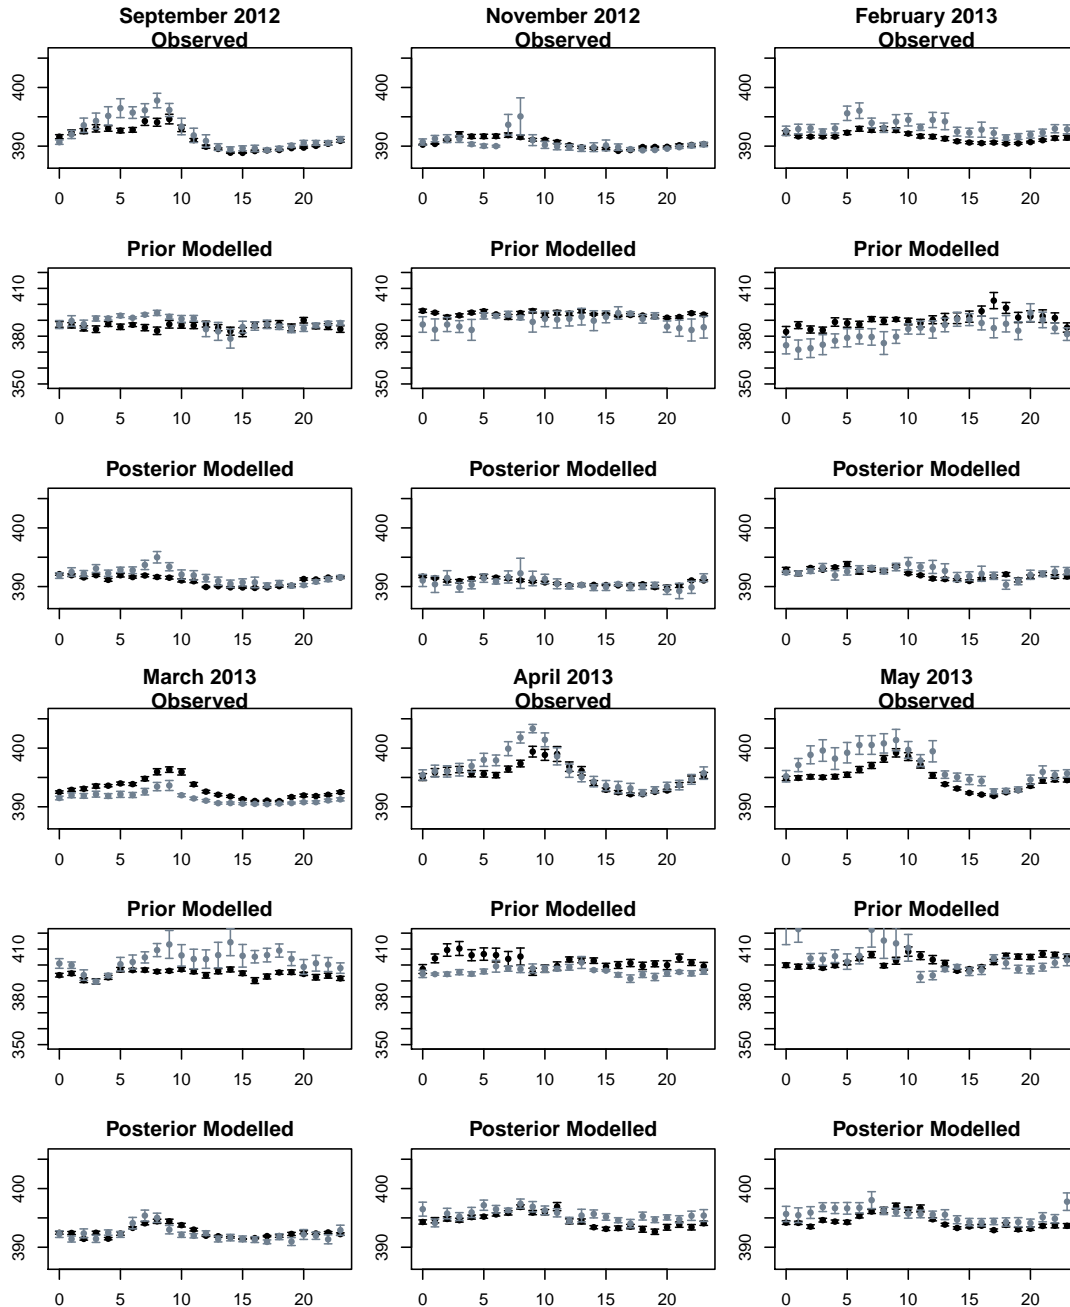 September 2012 November 2012 February 2013
Observed Observed Observed
390 400 390 400 390 400
0 5 10 15 20 0 5 10 15 20 0 5 10 15 20
Prior Modelled Prior Modelled Prior Modelled
350 380 410 350 380 410 350 380 410
0 5 10 15 20 0 5 10 15 20 0 5 10 15 20
Posterior Modelled Posterior Modelled Posterior Modelled
390 400 390 400 390 400
0 5 10 15 20 0 5 10 15 20 0 5 10 15 20
March 2013 April 2013 May 2013
Observed Observed Observed
390 400 390 400 390 400
0 5 10 15 20 0 5 10 15 20 0 5 10 15 20
Prior Modelled Prior Modelled Prior Modelled
350 380 410 350 380 410 350 380 410
0 5 10 15 20 0 5 10 15 20 0 5 10 15 20
Posterior Modelled Posterior Modelled Posterior Modelled
390 400 390 400 390 400
0 5 10 15 20 0 5 10 15 20 0 5 10 15 20